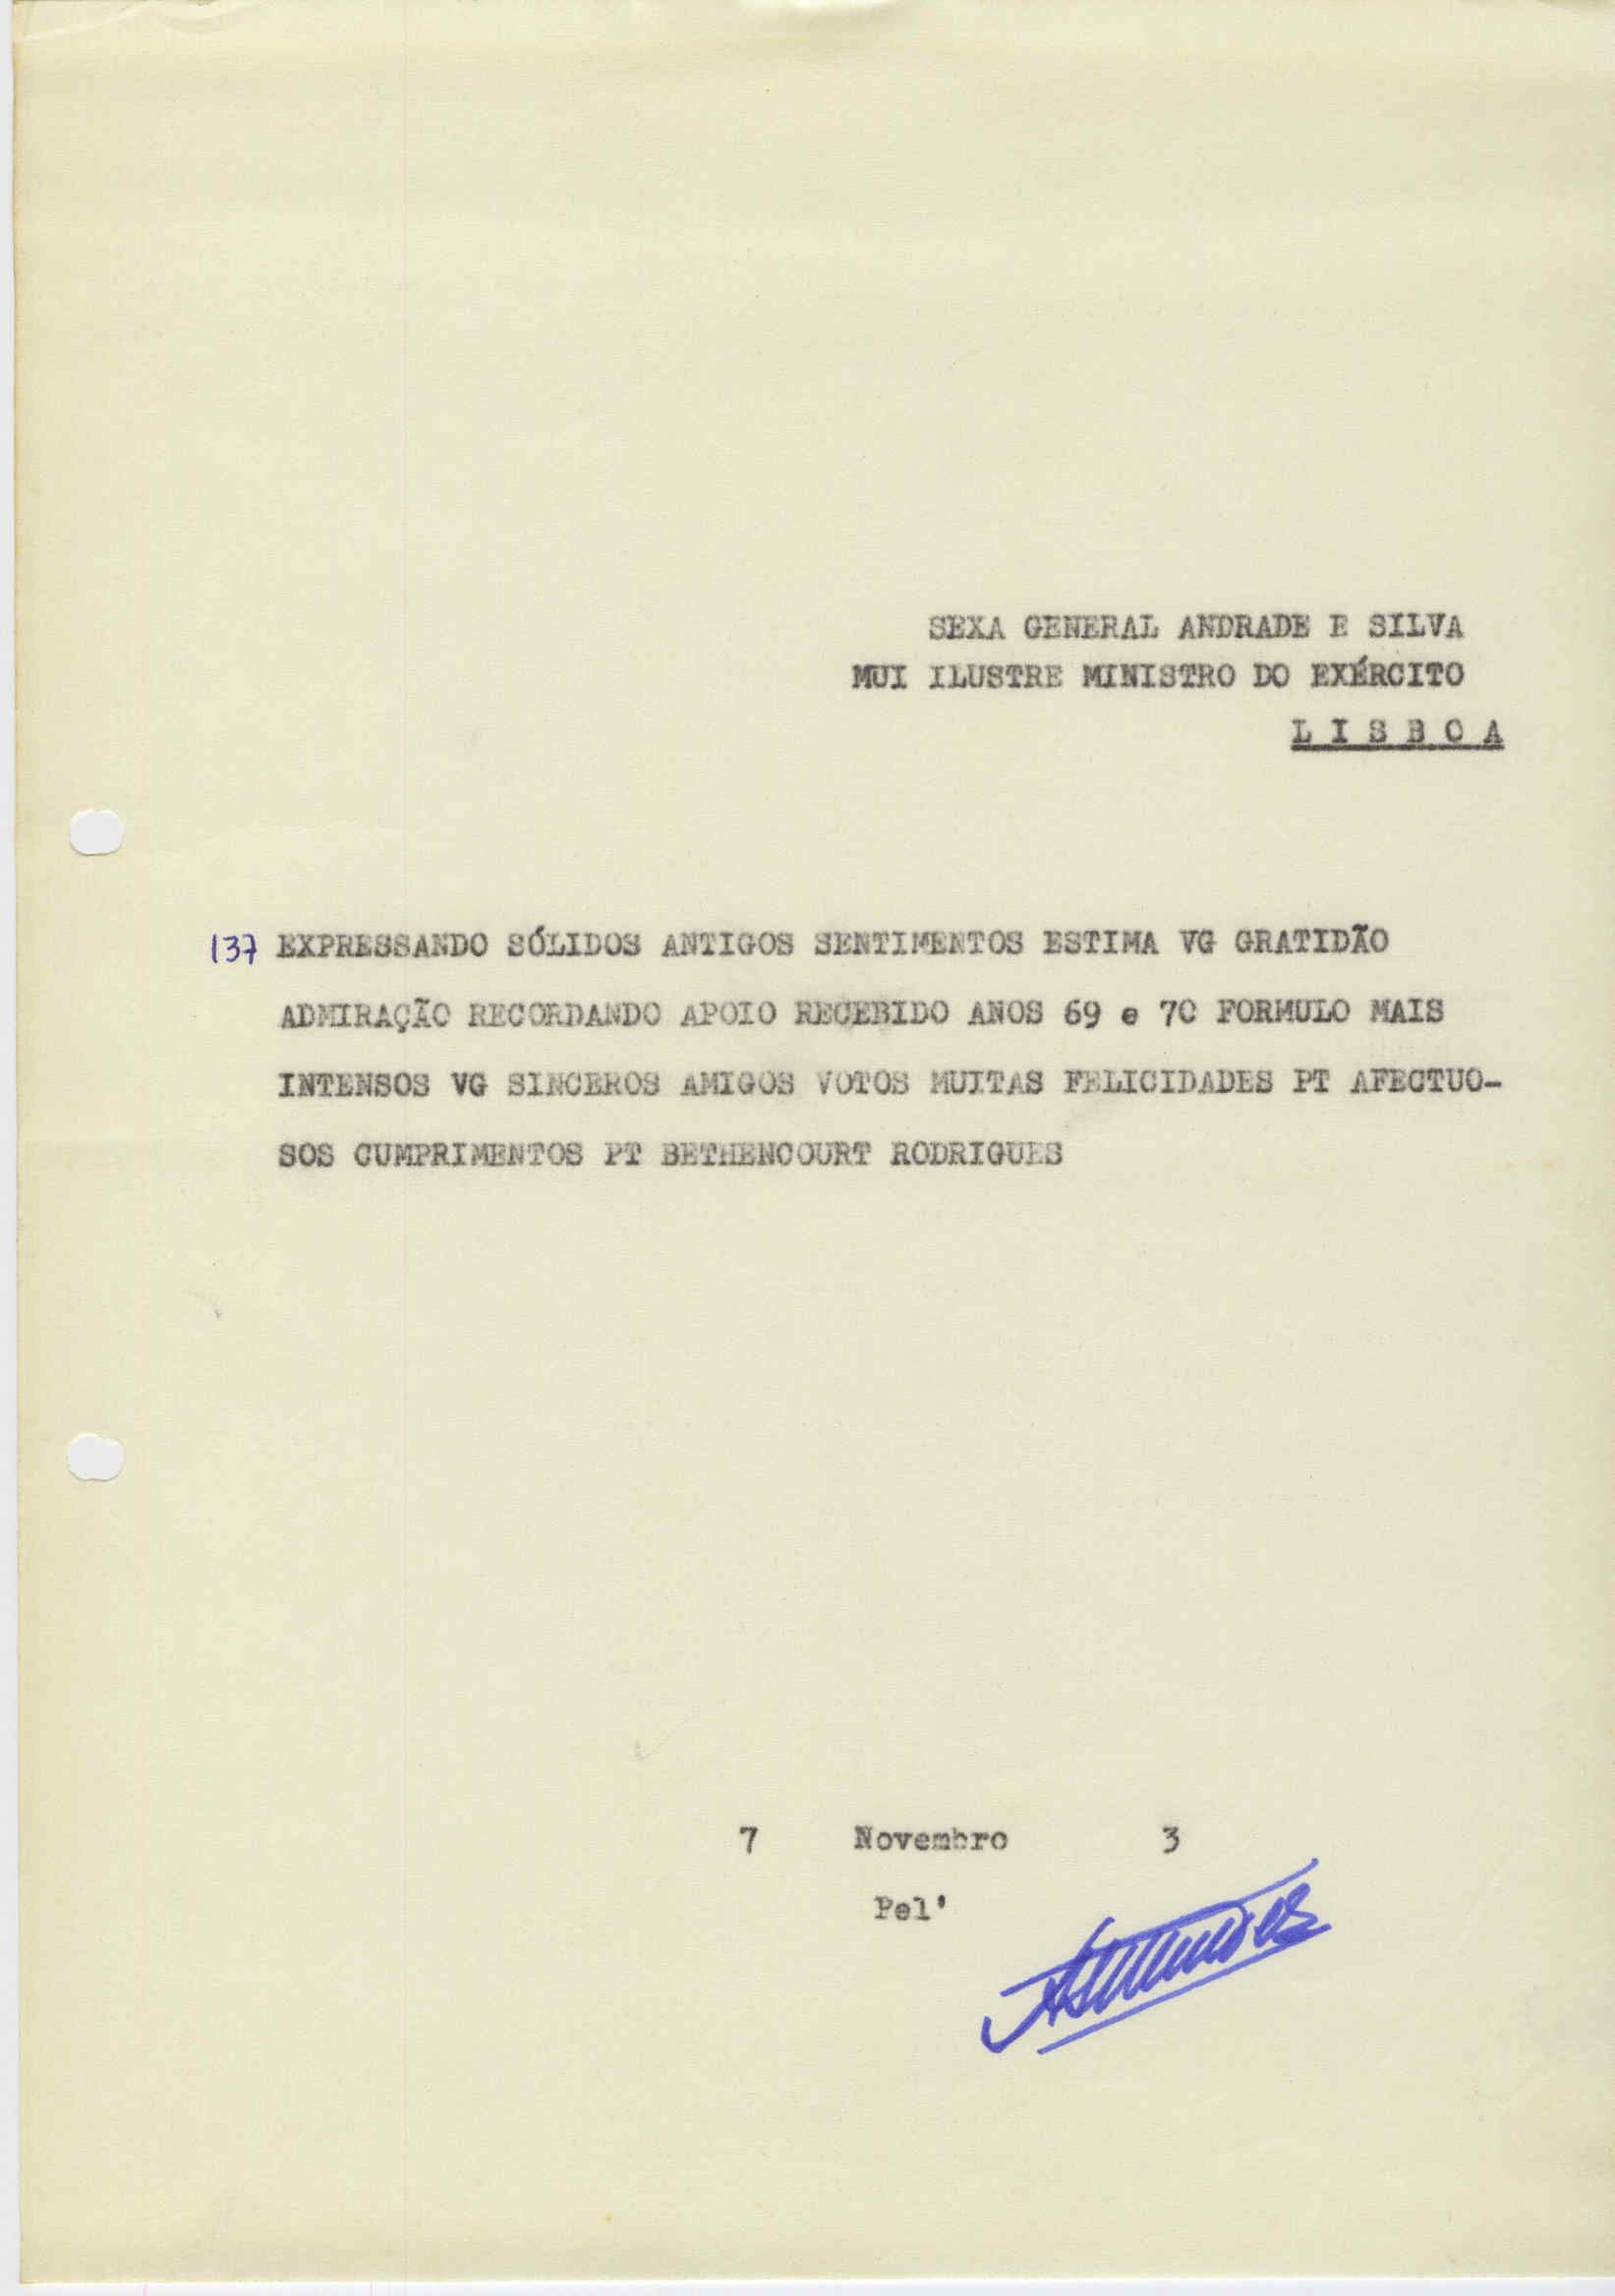 SEXA GENERAL ANDRADE E SILVA
MUI ILUSTRE MINISTRO DO EXÉRCITO
L I S B O A
137 EXPRESSANDO SÓLIDOS ANTIGOS SENTIMENTOS ESTIMA VG GRATIDÃO
ADMIRAÇÃO RECORDANDO APOIO RECEBIDO ANOS 69 e 70 FORMULO MAIS
INTENSOS VG SINCEROS AMIGOS VOTOS MUITAS FELICIDADES PT AFECTUO-
SOS CUMPRIMENTOS PT BETHENCOURT RODRIGUES
7 Novembro 3
Pel'